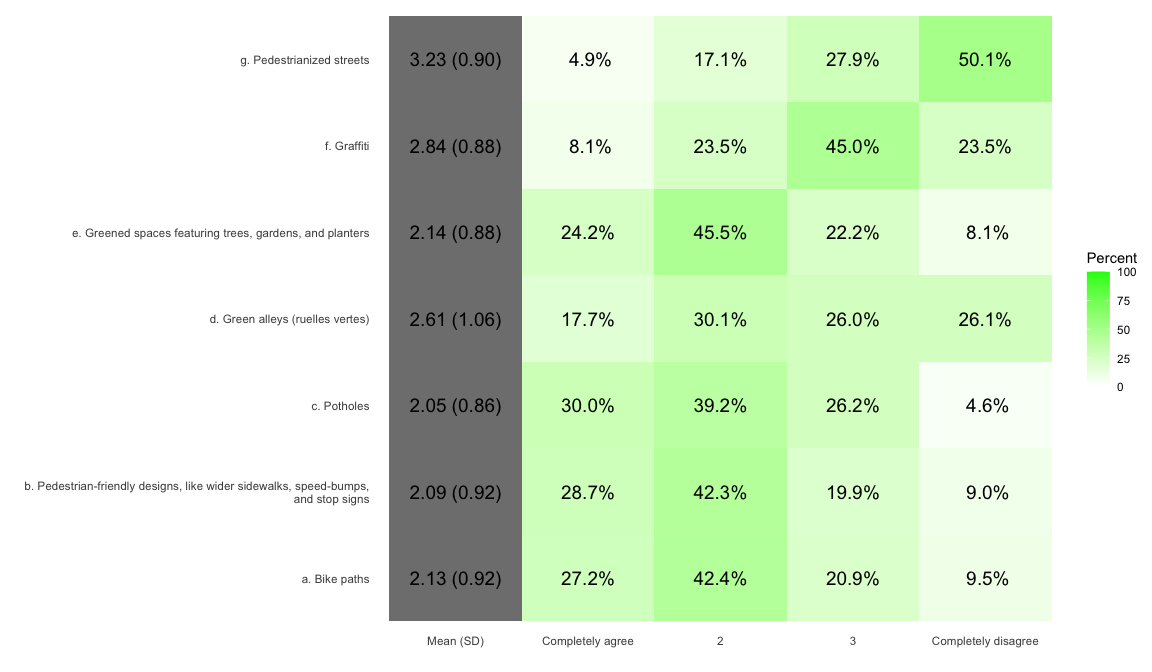 g. Pedestrianized streets 3.23 (0.90) 4.9% 17.1% 27.9% 50.1%
f. Graffiti 2.84 (0.88) 8.1% 23.5% 45.0% 23.5%
e. Greened spaces featuring trees, gardens, and planters 2.14 (0.88) 24.2% 45.5% 22.2% 8.1%
d. Green alleys (ruelles vertes) 2.61 (1.06) 17.7% 30.1% 26.0% 26.1%
c. Potholes 2.05 (0.86) 30.0% 39.2% 26.2% 4.6%
b. Pedestrian-friendly designs, like wider sidewalks, speed-bumps,
and stop signs 2.09 (0.92) 28.7% 42.3% 19.9% 9.0%
a. Bike paths 2.13 (0.92) 27.2% 42.4% 20.9% 9.5%
Mean (SD) Completely agree 2 3 Completely disagree
Percent
100
75
50
25
0